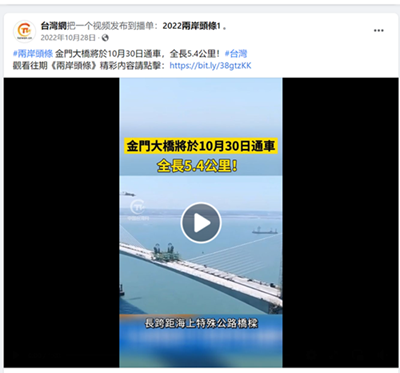 台灣網把一个视频发布到播单：2022兩岸頭條1 。
2022年10月28日 ·
#兩岸頭條 金門大橋將於10月30日通車，全長5.4公里！#台灣
觀看往期《兩岸頭條》精彩內容請點擊：https://bit.ly/38gtzKK
金門大橋將於10月30日通車
全長5.4公里！
長跨距海上特殊公路橋樑